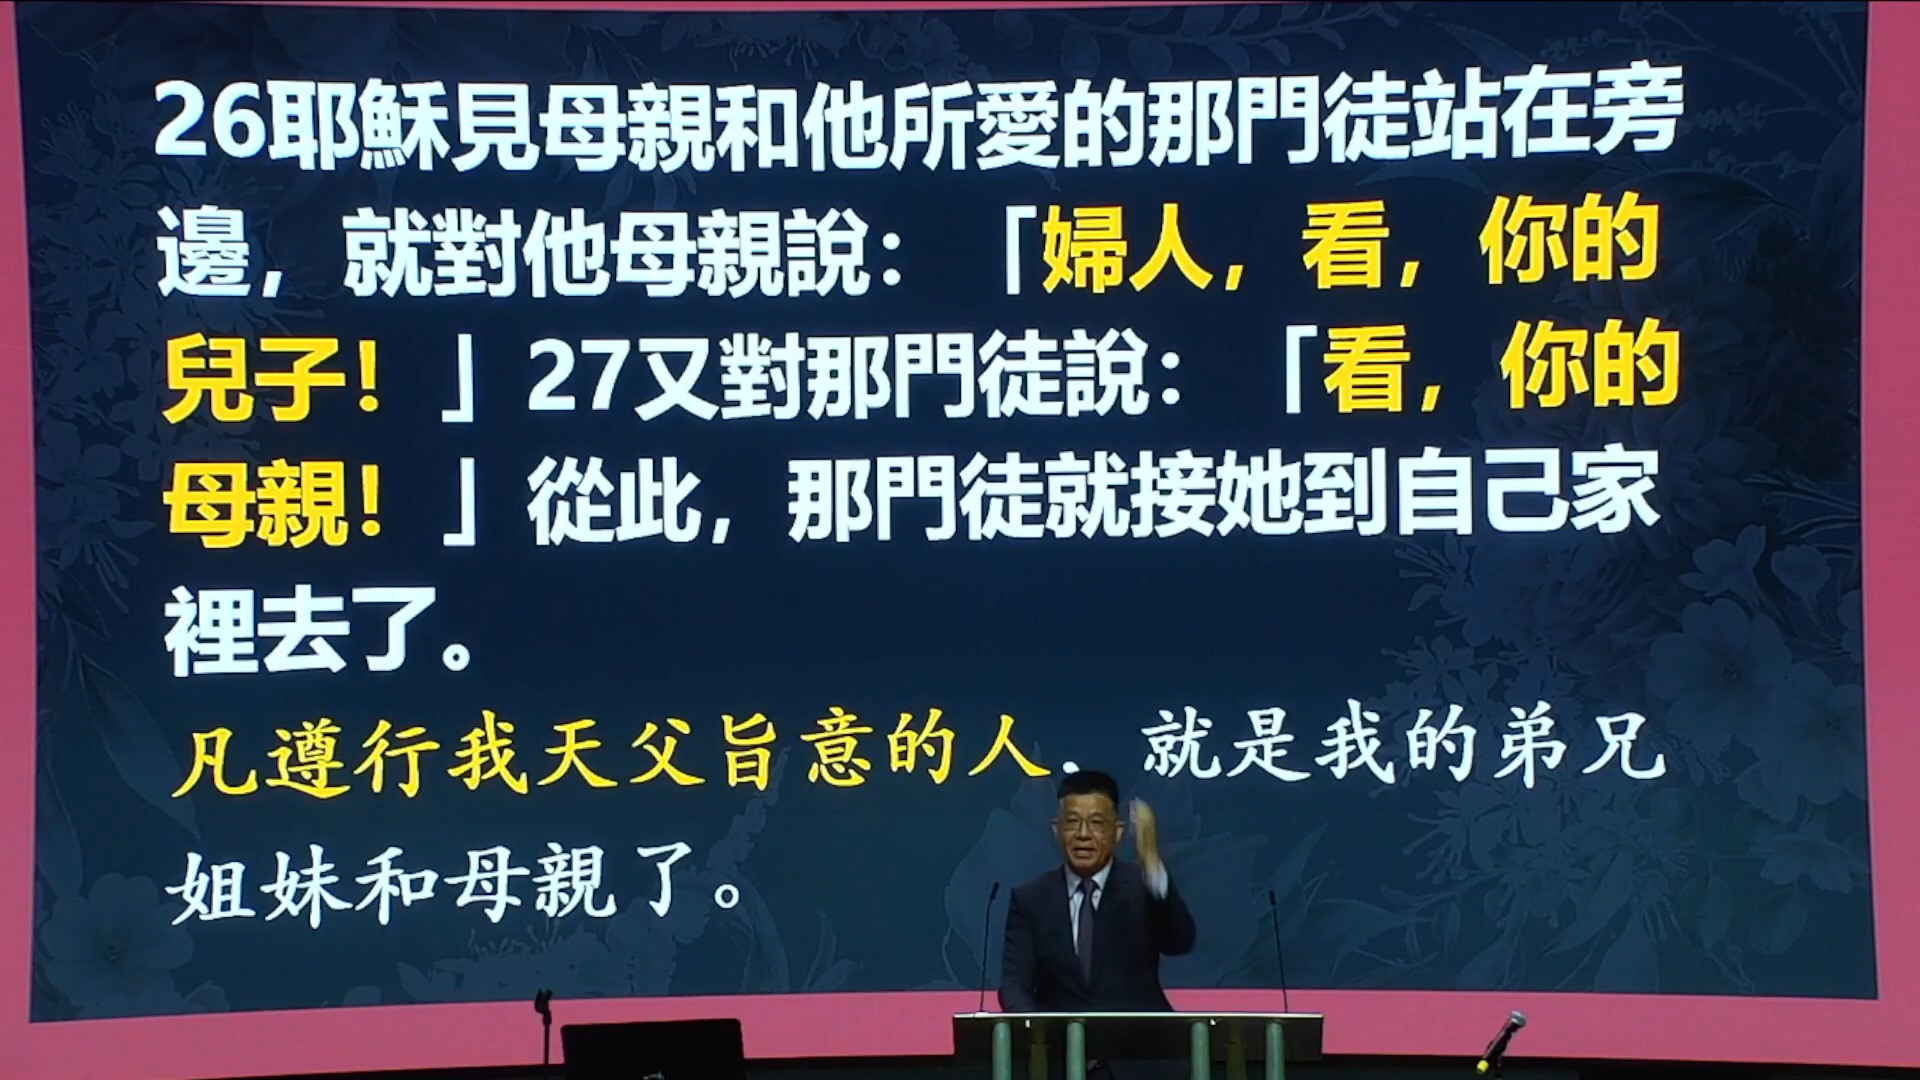 26耶穌見母親和他所愛的那門徒站在旁
邊，就對他母親說：「婦人，看，你的
兒子！」27又對那門徒說：「看，你的
母親！」從此，那門徒就接她到自己家
裡去了。
凡遵行我天父旨意的人、就是我的弟兄
姐妹和母親了。